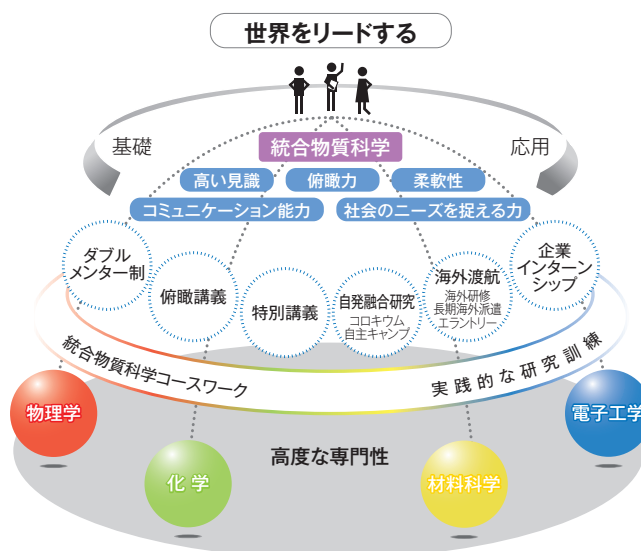 世界をリードする
基礎
応用
統合物質科学
高い見識
俯瞰力
柔軟性
コミュニケーション能力
社会のニーズを捉える力
ダブル
メンター制
俯瞰講義
特別講義
自発融合研究
コロキウム
自主キャンプ
海外渡航
海外研修
長期海外派遣
エラントリー
企業
インターン
シップ
統合物質科学コースワーク
実践的な研究訓練
物理学
化学
材料科学
電子工学
高度な専門性